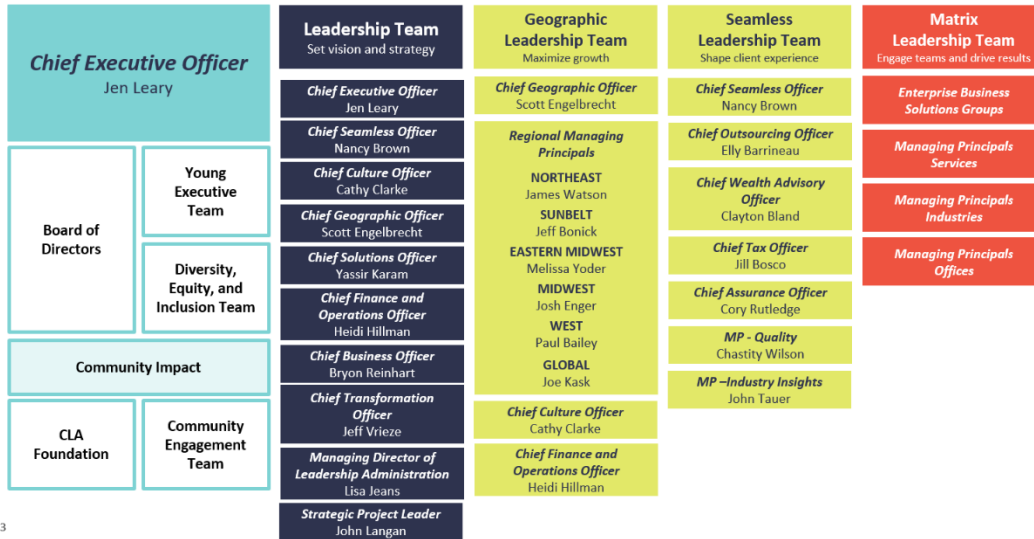 Chief Executive Officer
Jen Leary
Board of
Directors
Young
Executive
Team
Diversity,
Equity, and
Inclusion Team
Community Impact
CLA
Foundation
Community
Engagement
Team
Leadership Team
Set vision and strategy
Chief Executive Officer
Jen Leary
Chief Seamless Officer
Nancy Brown
Chief Culture Officer
Cathy Clarke
Chief Geographic Officer
Scott Engelbrecht
Chief Solutions Officer
Yassir Karam
Chief Finance and
Operations Officer
Heidi Hillman
Chief Business Officer
Bryon Reinhart
Chief Transformation
Officer
Jeff Vrieze
Managing Director of
Leadership Administration
Lisa Jeans
Strategic Project Leader
John Langan
Geographic
Leadership Team
Maximize growth
Chief Geographic Officer
Scott Engelbrecht
Regional Managing
Principals
NORTHEAST
James Watson
SUNBELT
Jeff Bonick
EASTERN MIDWEST
Melissa Yoder
MIDWEST
Josh Enger
WEST
Paul Bailey
GLOBAL
Joe Kask
Chief Culture Officer
Cathy Clarke
Chief Finance and
Operations Officer
Heidi Hillman
Seamless
Leadership Team
Shape client experience
Chief Seamless Officer
Nancy Brown
Chief Outsourcing Officer
Elly Barrineau
Chief Wealth Advisory
Officer
Clayton Bland
Chief Tax Officer
Jill Bosco
Chief Assurance Officer
Cory Rutledge
MP - Quality
Chastity Wilson
MP –Industry Insights
John Tauer
Matrix
Leadership Team
Engage teams and drive results
Enterprise Business
Solutions Groups
Managing Principals
Services
Managing Principals
Industries
Managing Principals
Offices
3